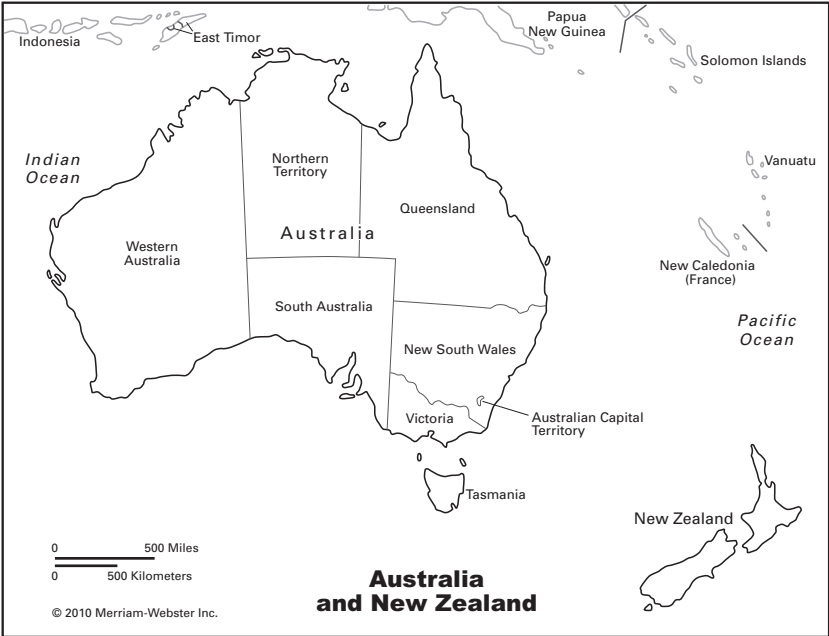 Papua
New Guinea
Indonesia
East Timor
Solomon Islands
Indian
Ocean
Northern
Territory
Vanuatu
Queensland
Australia
Western
Australia
New Caledonia
(France)
South Australia
Pacific
Ocean
New South Wales
Victoria
Australian Capital
Territory
Tasmania
New Zealand
0 500 Miles
0 500 Kilometers
Australia
and New Zealand
© 2010 Merriam-Webster Inc.